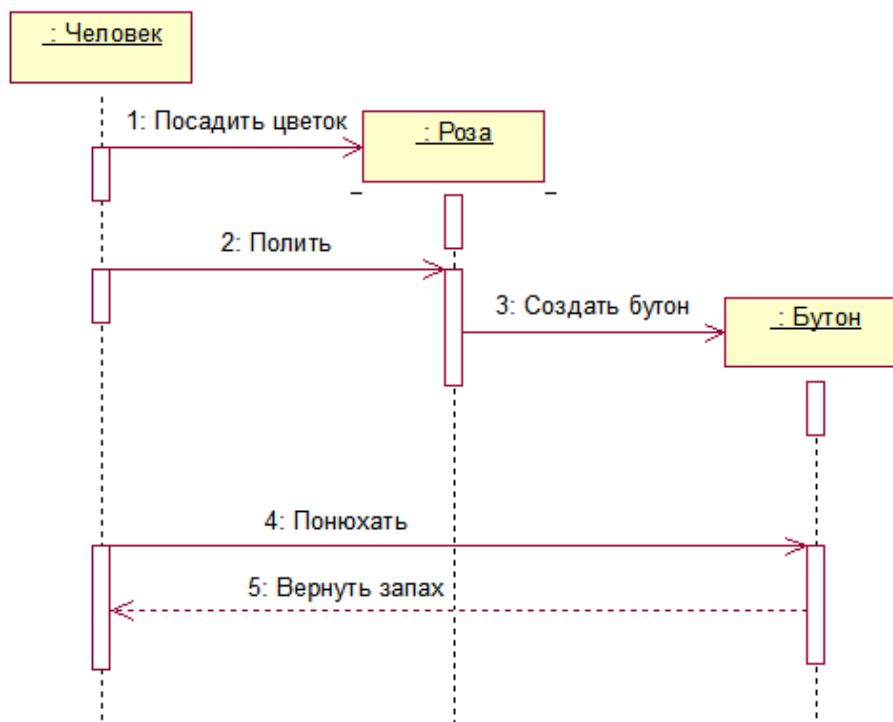 : Человек
1: Посадить цветок
: Роза
2: Полить
3: Создать бутон
: Бутон
4: Понюхать
5: Вернуть запах